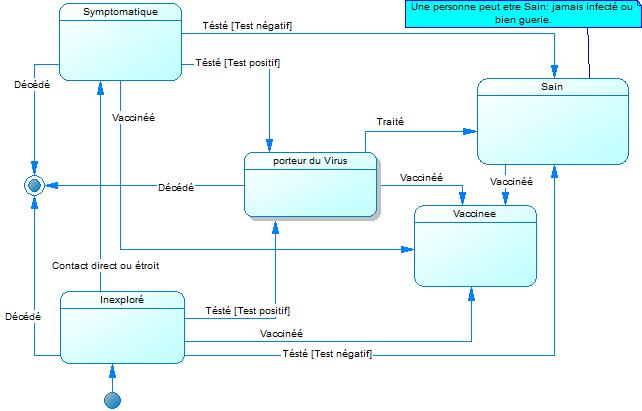 Une personne peut etre Sain: jamais infecté ou
bien guerie.
Symptomatique
Tésté [Test négatif]
Tésté [Test positif]
Décédé
Sain
Vaccinéé
Traité
porteur du Virus
Vaccinéé
Vaccinéé
Décédé
Vaccinee
Contact direct ou étroit
Inexploré
Tésté [Test positif]
Décédé
Vaccinéé
Tésté [Test négatif]